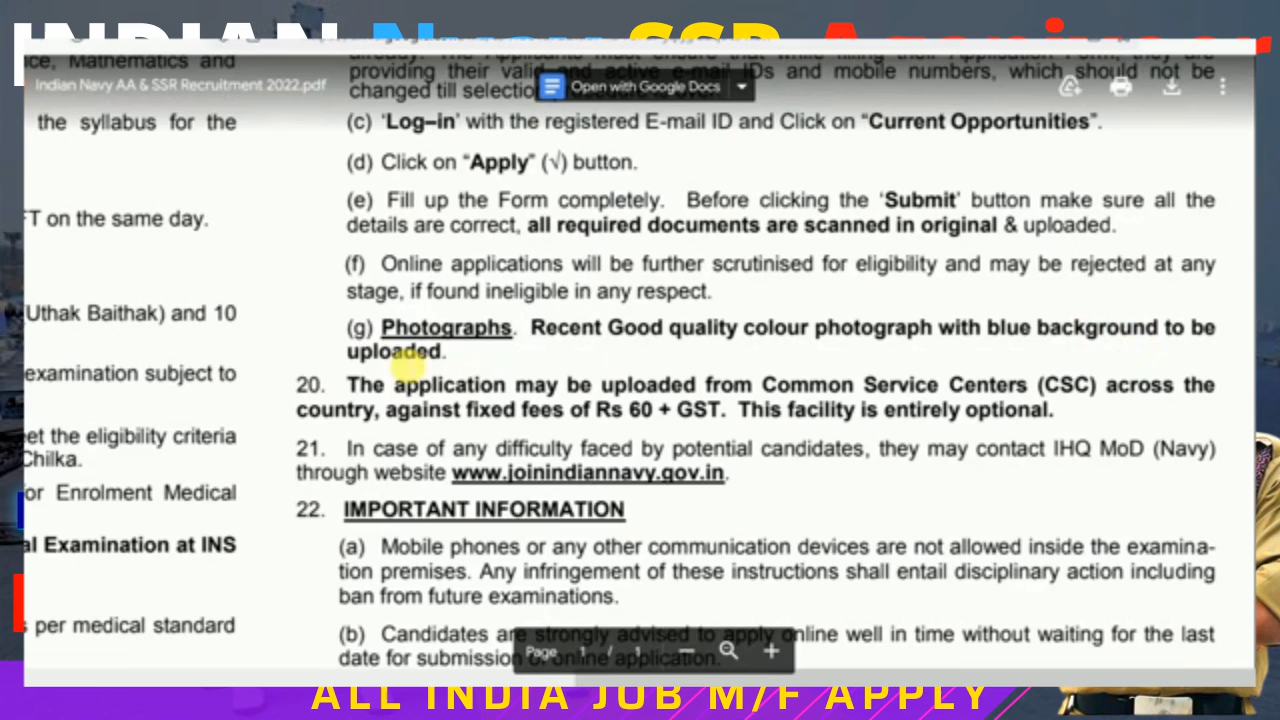 INDIAN Navy SSR
ice, Mathematics and
Indian Navy AA & SSR Recruitment 2022.pdf
the syllabus for the
FT on the same day.
Uthak Baithak) and 10
examination subject to
et the eligibility criteria
Chilka.
or Enrolment Medical
al Examination at INS
s per medical standard
providing their valid and active e-mail IDs and mobile numbers, which should not be
changed till selection
Open with Google Docs
(c) ‘Log–in’ with the registered E-mail ID and Click on “Current Opportunities”.
(d) Click on “Apply” (√) button.
(e) Fill up the Form completely. Before clicking the ‘Submit’ button make sure all the
details are correct, all required documents are scanned in original & uploaded.
(f) Online applications will be further scrutinised for eligibility and may be rejected at any
stage, if found ineligible in any respect.
(g) Photographs. Recent Good quality colour photograph with blue background to be
uploaded.
20. The application may be uploaded from Common Service Centers (CSC) across the
country, against fixed fees of Rs 60 + GST. This facility is entirely optional.
21. In case of any difficulty faced by potential candidates, they may contact IHQ MoD (Navy)
through website www.joinindiannavy.gov.in.
22. IMPORTANT INFORMATION
(a) Mobile phones or any other communication devices are not allowed inside the examina-
tion premises. Any infringement of these instructions shall entail disciplinary action including
ban from future examinations.
(b) Candidates are strongly advised to apply online well in time without waiting for the last
date for submission of online application.
Page 1 / 1
ALL INDIA JOB M/F APPLY